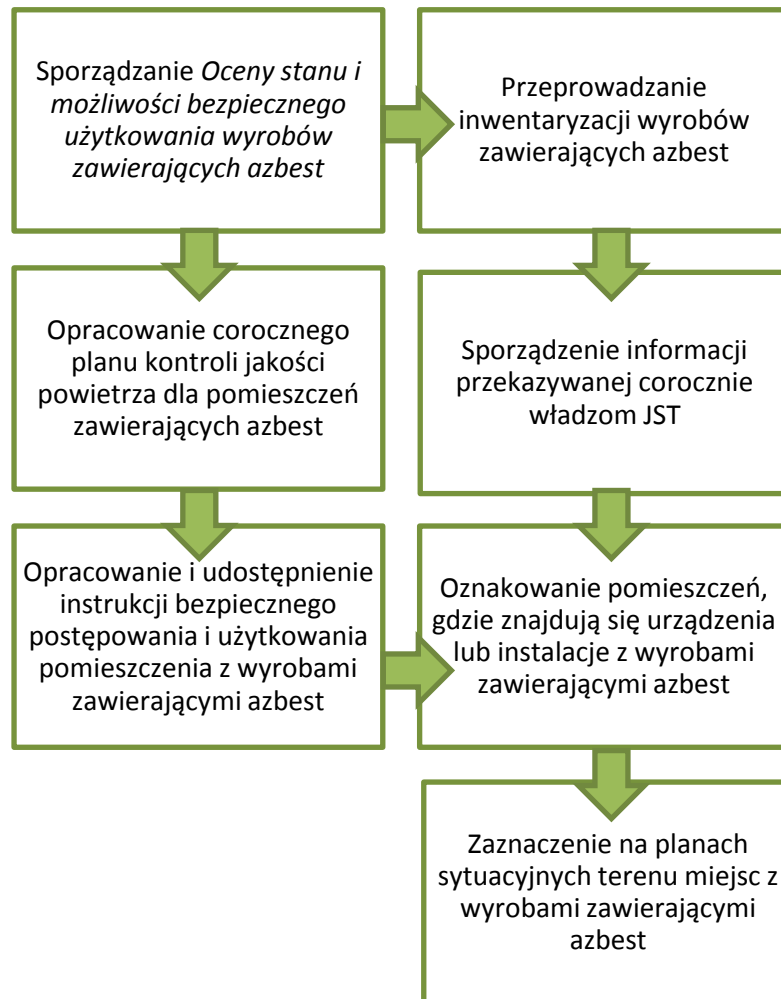 Sporządzanie Oceny stanu i
możliwości bezpiecznego
użytkowania wyrobów
zawierających azbest
Przeprowadzanie
inwentaryzacji wyrobów
zawierających azbest
Opracowanie corocznego
planu kontroli jakości
powietrza dla pomieszczeń
zawierających azbest
Sporządzenie informacji
przekazywanej corocznie
władzom JST
Opracowanie i udostępnienie
instrukcji bezpiecznego
postępowania i użytkowania
pomieszczenia z wyrobami
zawierającymi azbest
Oznakowanie pomieszczeń,
gdzie znajdują się urządzenia
lub instalacje z wyrobami
zawierającymi azbest
Zaznaczenie na planach
sytuacyjnych terenu miejsc z
wyrobami zawierającymi
azbest